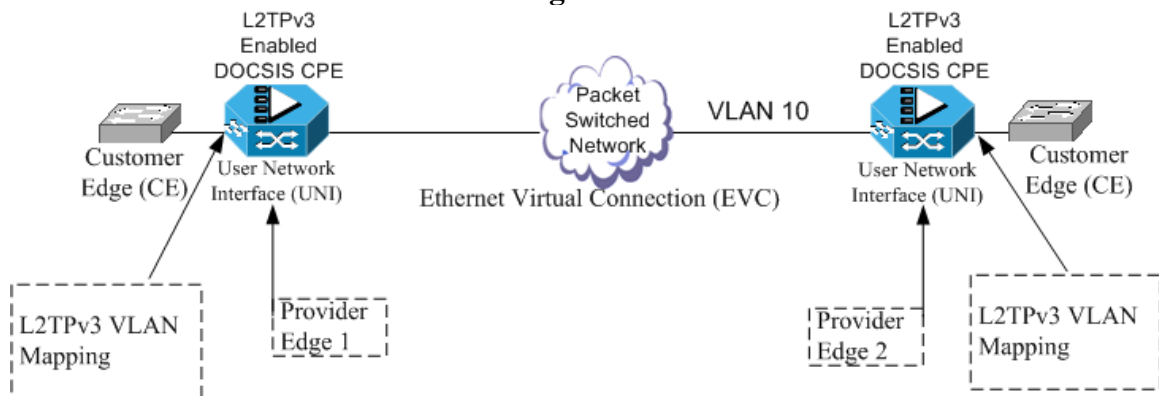 L2TPv3
Enabled
DOCSIS CPE
Customer
Edge (CE)
User Network
Interface (UNI)
L2TPv3 VLAN
Mapping
Provider
Edge 1
Packet
Switched
Network
Ethernet Virtual Connection (EVC)
VLAN 10
L2TPv3
Enabled
DOCSIS CPE
User Network
Interface (UNI)
Customer
Edge (CE)
Provider
Edge 2
L2TPv3 VLAN
Mapping